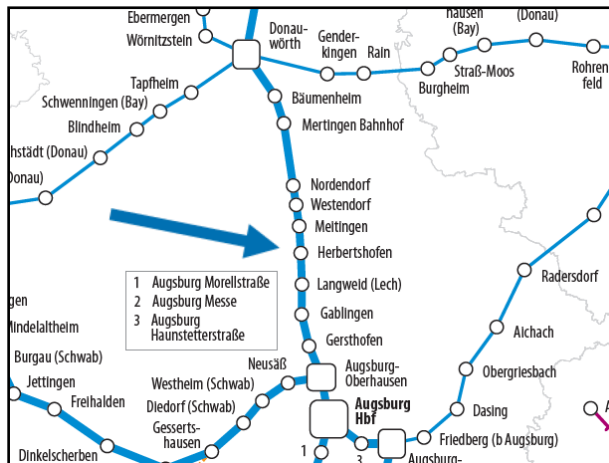 Ebermergen
Wörnitzstein
Donau-
wörth
Gender-
kingen
Rain
hausen
(Bay)
(Donau)
Straß-Moos
Burgheim
Rohren
feld
Tapfheim
Schwenningen (Bay)
Blindheim
hstädt (Donau)
Donau)
Bäumenheim
Mertingen Bahnhof
Nordendorf
Westendorf
Meitingen
Herbertshofen
Langweid (Lech)
Gablingen
Gersthofen
1 Augsburg Morellstraße
2 Augsburg Messe
3 Augsburg
Haunstetterstraße
Radersdorf
Aichach
Obergriesbach
Dasing
Friedberg (b Augsburg)
gen
Mindelaltheim
Burgau (Schwab)
Jettingen
Freihalden
Dinkelscherben
Neusäß
Westheim (Schwab)
Diedorf (Schwab)
Gesserts-
hausen
Augsburg-
Oberhausen
Augsburg
Hbf
1
3
Augsburg-
A